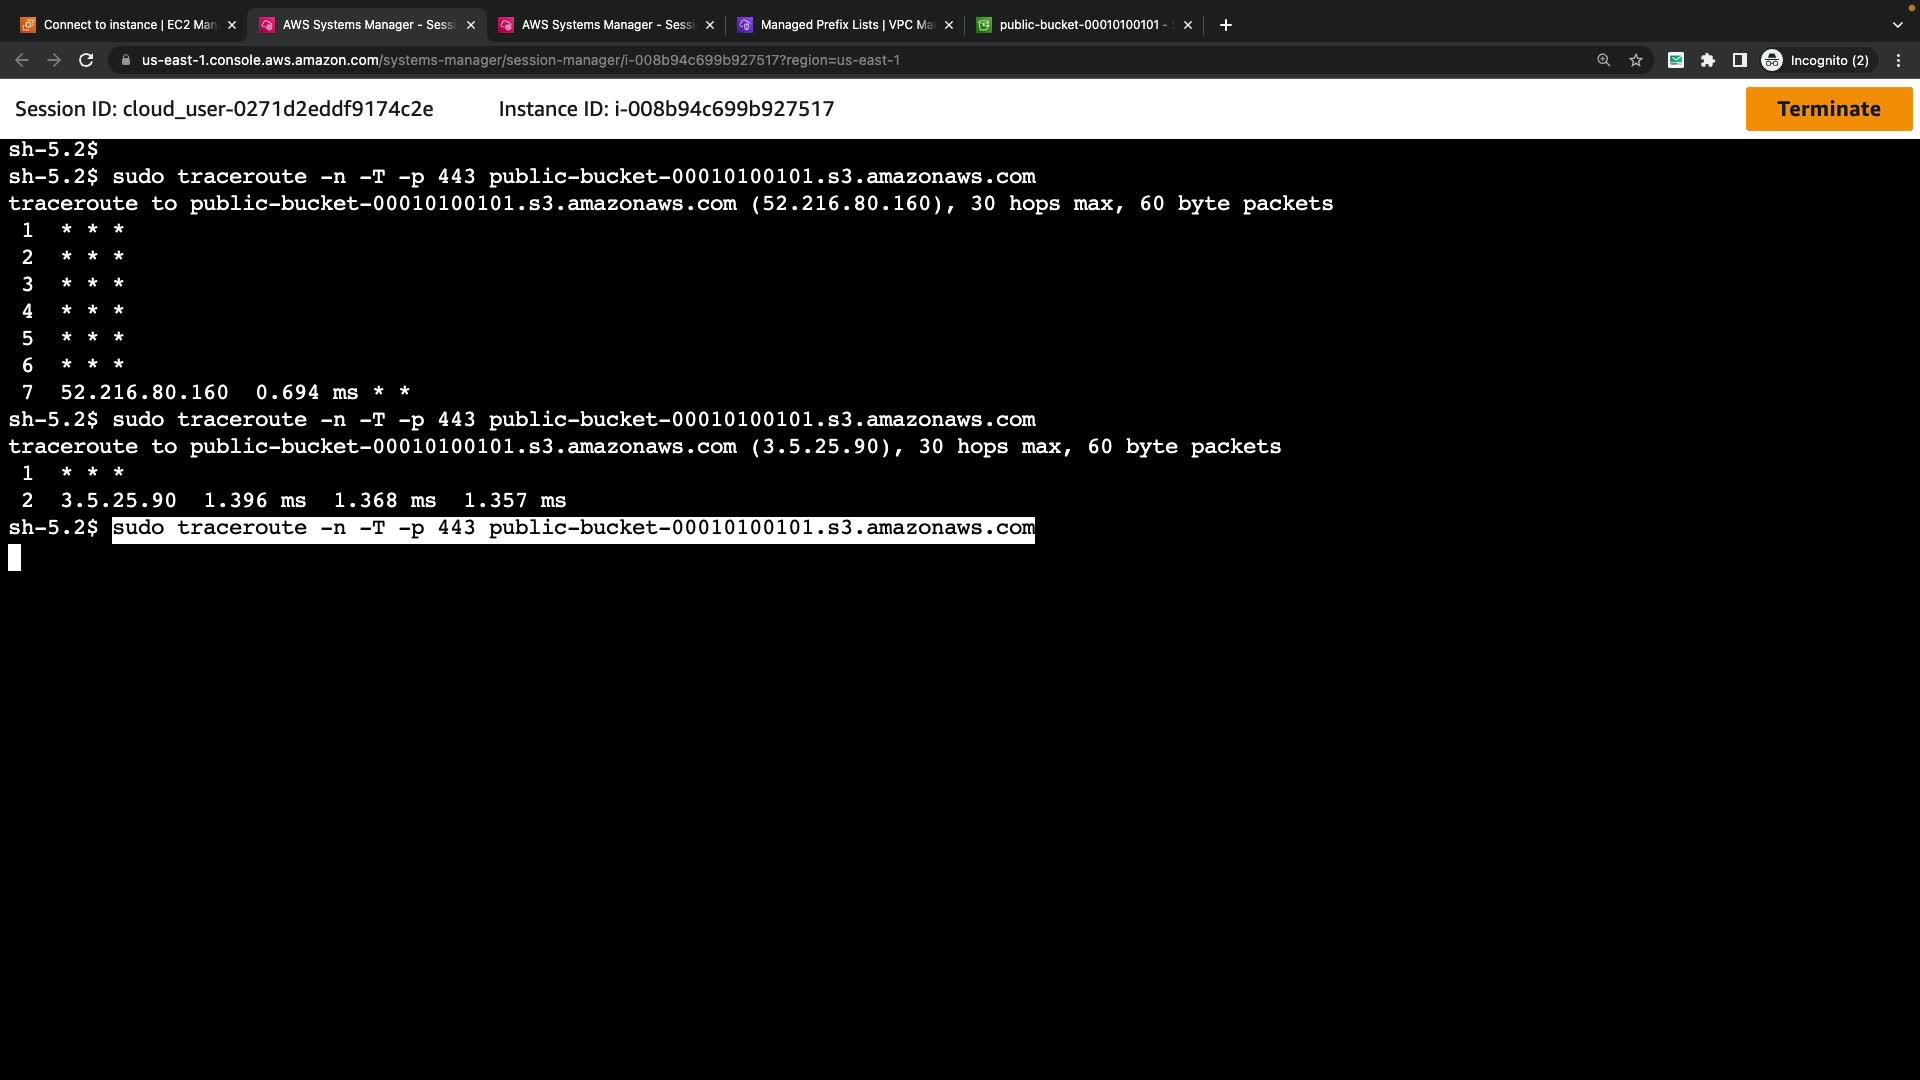 Connect to instance | EC2 Man
AWS Systems Manager - Sessi
AWS Systems Manager - Sessi
Managed Prefix Lists | VPC Ma
public-bucket-00010100101 -
us-east-1.console.aws.amazon.com/systems-manager/session-manager/i-008b94c699b927517?region=us-east-1
Incognito (2)
Session ID: cloud_user-0271d2eddf9174c2e
Instance ID: i-008b94c699b927517
Terminate
sh-5.2$
sh-5.2$ sudo traceroute -n -T -p 443 public-bucket-00010100101.s3.amazonaws.com
traceroute to public-bucket-00010100101.s3.amazonaws.com (52.216.80.160), 30 hops max, 60 byte packets
1 * * *
2 * * *
3 * * *
4 * * *
5 * * *
6 * * *
7 52.216.80.160 0.694 ms * *
sh-5.2$ sudo traceroute -n -T -p 443 public-bucket-00010100101.s3.amazonaws.com
traceroute to public-bucket-00010100101.s3.amazonaws.com (3.5.25.90), 30 hops max, 60 byte packets
1 * * *
2 3.5.25.90 1.396 ms 1.368 ms 1.357 ms
sh-5.2$ sudo traceroute -n -T -p 443 public-bucket-00010100101.s3.amazonaws.com